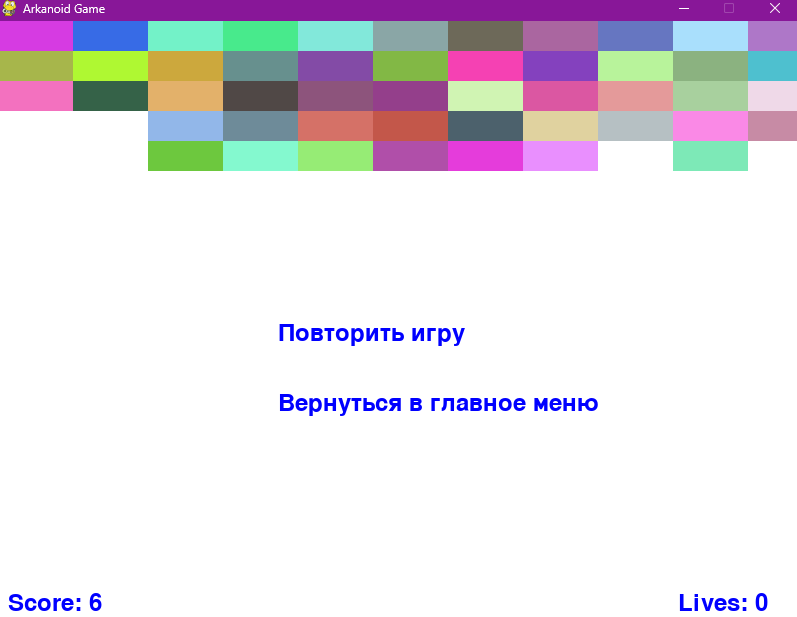 Arkanoid Game
Повторить игру
Вернуться в главное меню
Score: 6
Lives: 0